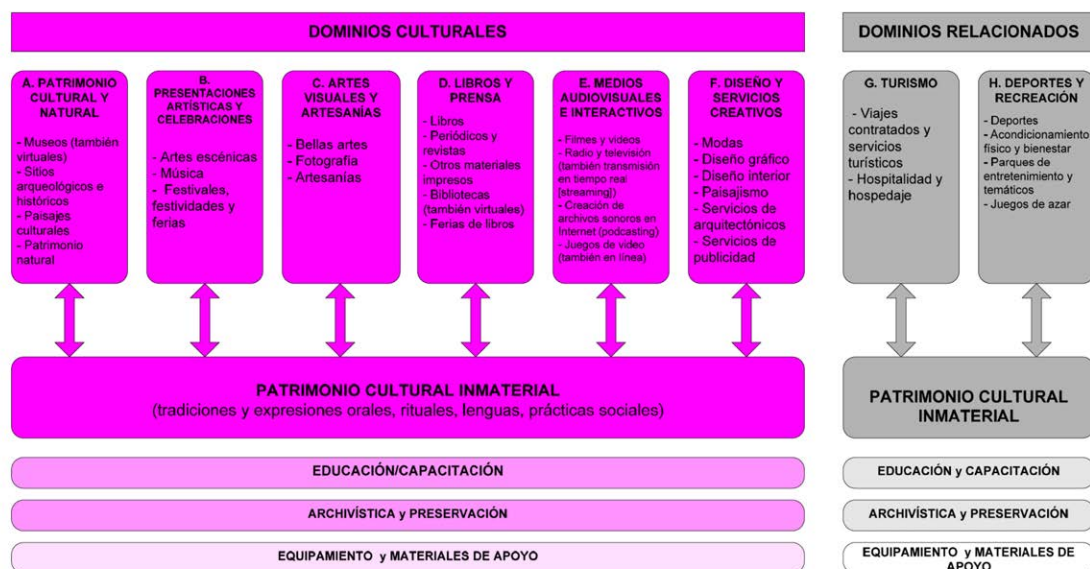 DOMINIOS CULTURALES
DOMINIOS RELACIONADOS
A. PATRIMONIO
CULTURAL Y
NATURAL
- Museos (también
virtuales)
- Sitios
arqueológicos e
históricos
- Paisajes
culturales
- Patrimonio
natural
B.
PRESENTACIONES
ARTÍSTICAS Y
CELEBRACIONES
- Artes escénicas
- Música
- Festivales,
festividades y
ferias
C. ARTES
VISUALES Y
ARTESANÍAS
- Bellas artes
- Fotografía
- Artesanías
D. LIBROS Y
PRENSA
- Libros
- Periódicos y
revistas
- Otros materiales
impresos
- Bibliotecas
(también virtuales)
- Ferias de libros
E. MEDIOS
AUDIOVISUALES
E INTERACTIVOS
- Filmes y videos
- Radio y televisión
(también transmisión
en tiempo real
[streaming])
- Creación de
archivos sonoros en
Internet (podcasting)
- Juegos de video
(también en línea)
F. DISEÑO Y
SERVICIOS
CREATIVOS
- Modas
- Diseño gráfico
- Diseño interior
- Paisajismo
- Servicios de
arquitectónicos
- Servicios de
publicidad
G. TURISMO
- Viajes
contratados y
servicios
turísticos
- Hospitalidad y
hospedaje
H. DEPORTES Y
RECREACIÓN
- Deportes
- Acondicionamiento
físico y bienestar
- Parques de
entretenimiento y
temáticos
- Juegos de azar
PATRIMONIO CULTURAL INMATERIAL
(tradiciones y expresiones orales, rituales, lenguas, prácticas sociales)
PATRIMONIO CULTURAL
INMATERIAL
EDUCACIÓN/CAPACITACIÓN
EDUCACIÓN y CAPACITACIÓN
ARCHIVÍSTICA y PRESERVACIÓN
ARCHIVÍSTICA y PRESERVACIÓN
EQUIPAMIENTO y MATERIALES DE APOYO
EQUIPAMIENTO y MATERIALES DE
APOYO